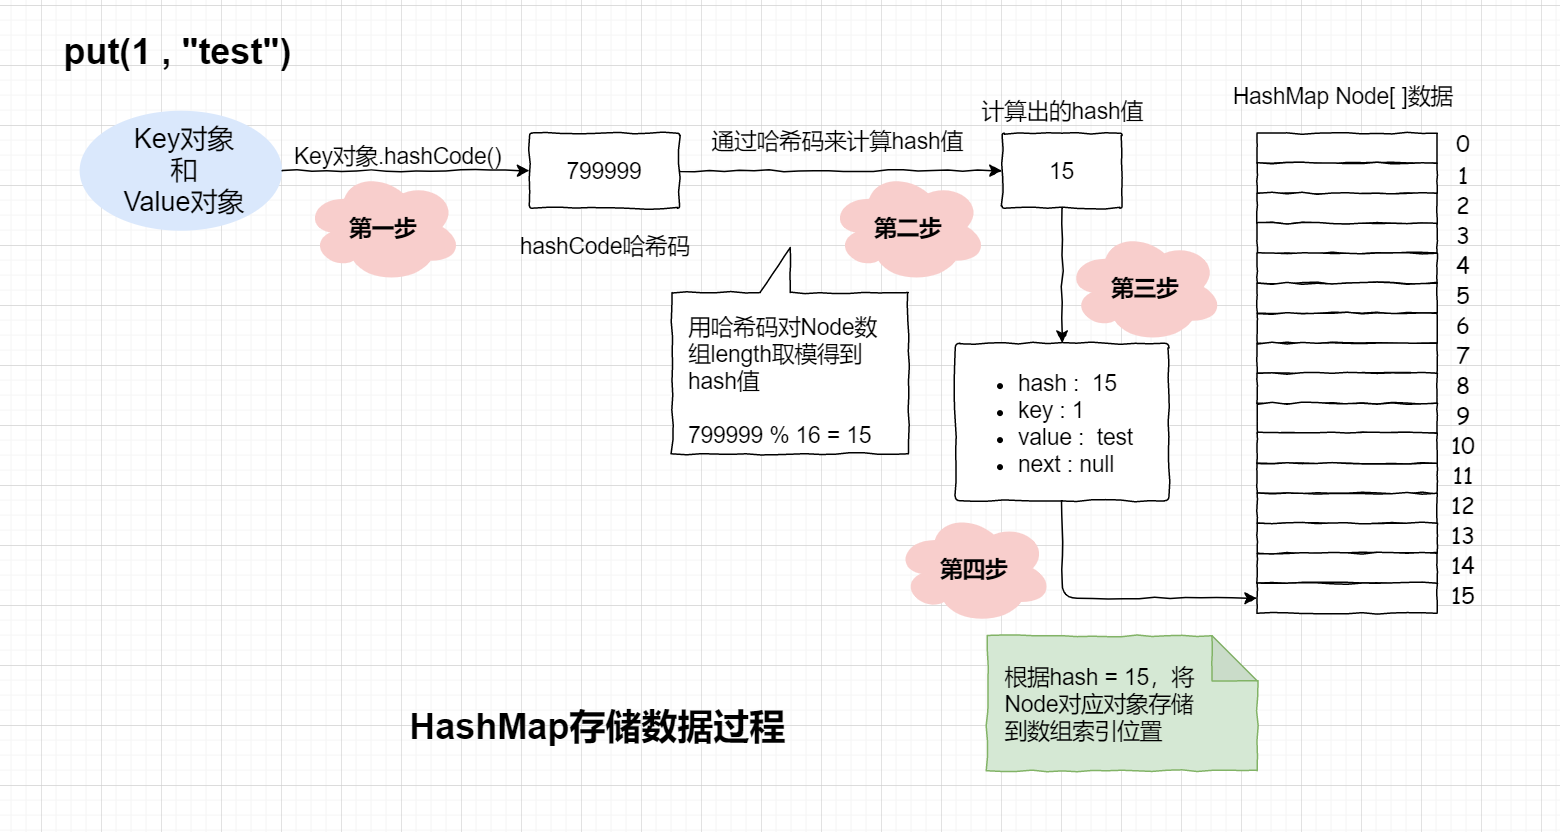 put(1 , "test")
Key对象
和
Value对象
Key对象.hashCode()
第一步
799999
hashCode哈希码
通过哈希码来计算hash值
第二步
用哈希码对Node数
组length取模得到
hash值
799999 % 16 = 15
计算出的hash值
15
第三步
hash : 15
key : 1
value : test
next : null
第四步
HashMap Node[ ]数据
0
1
2
3
4
5
6
7
8
9
10
11
12
13
14
15
根据hash = 15，将
Node对应对象存储
到数组索引位置
HashMap存储数据过程